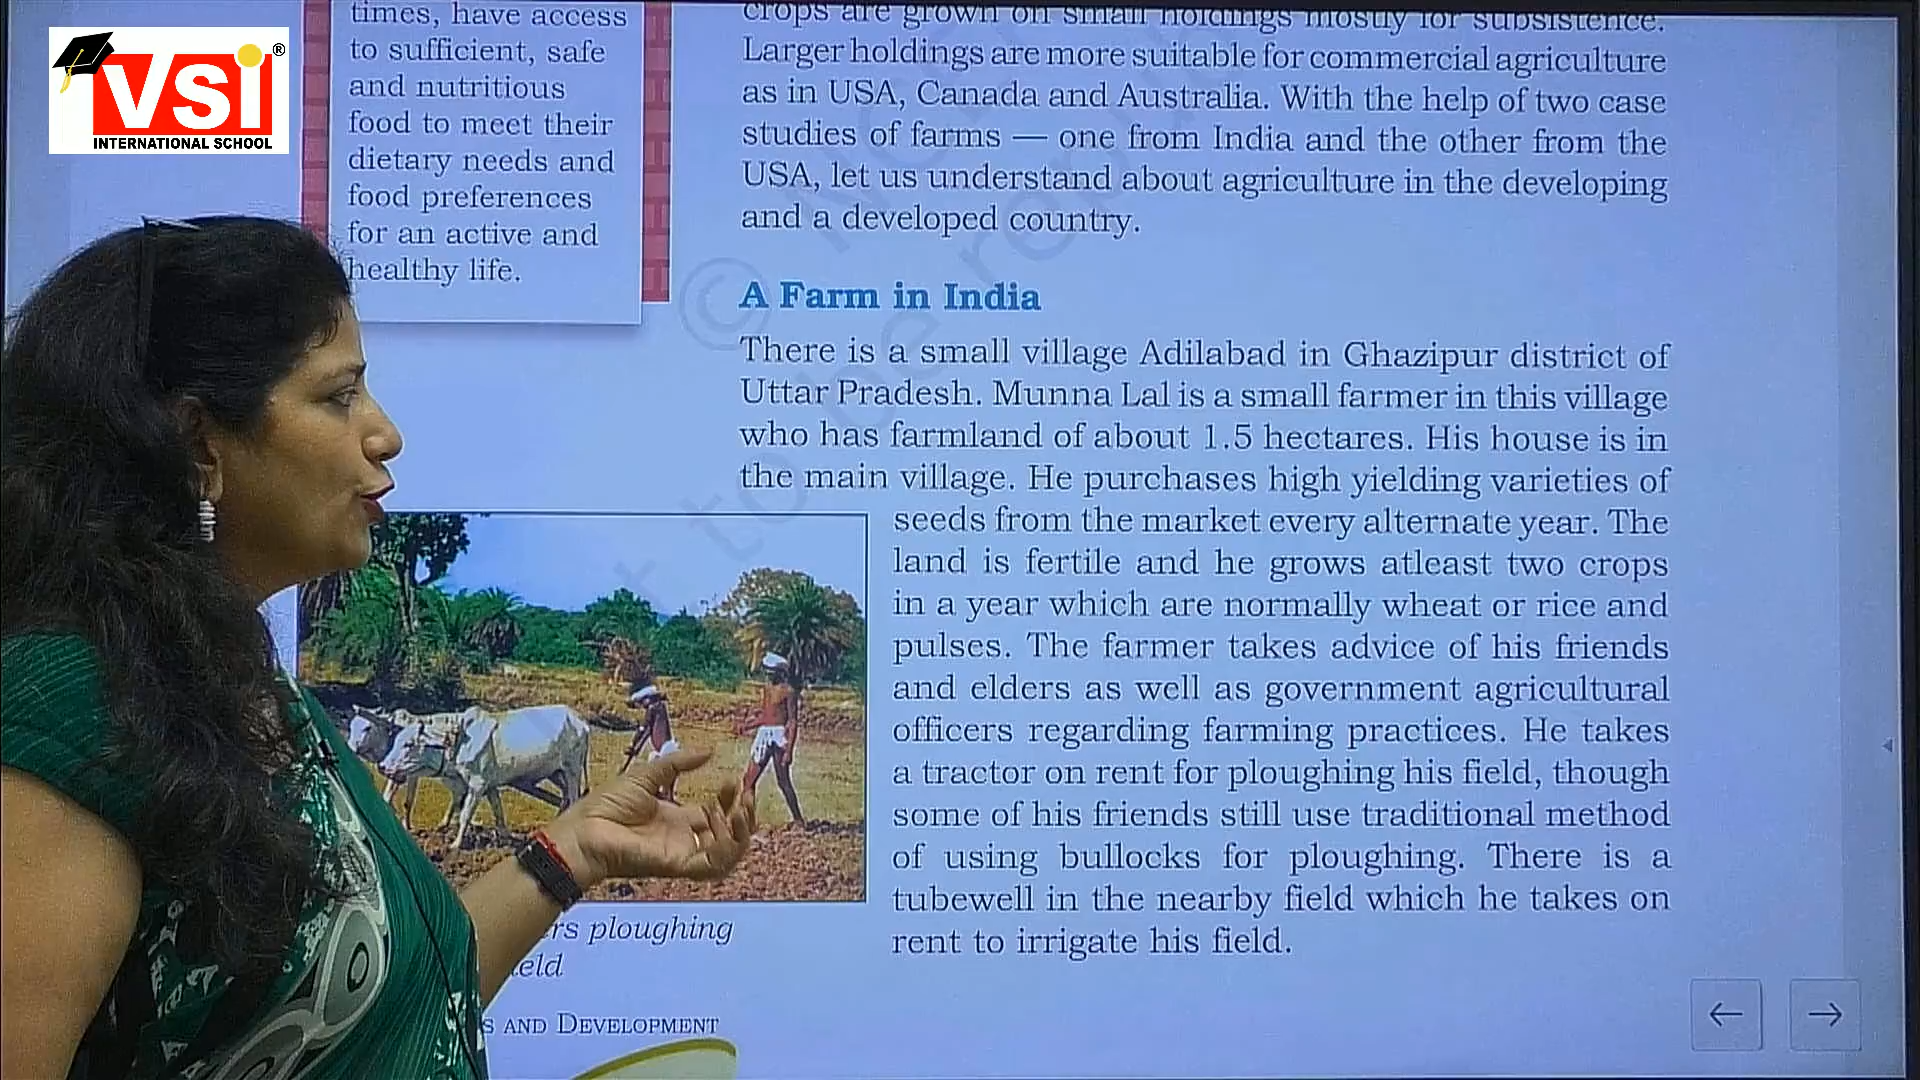 VSI®
INTERNATIONAL SCHOOL
times, have access
to sufficient, safe
and nutritious
food to meet their
dietary needs and
food preferences
for an active and
healthy life.
crops are grown on small holdings mostly for subsistence.
Larger holdings are more suitable for commercial agriculture
as in USA, Canada and Australia. With the help of two case
studies of farms — one from India and the other from the
USA, let us understand about agriculture in the developing
and a developed country.
A Farm in India
There is a small village Adilabad in Ghazipur district of
Uttar Pradesh. Munna Lal is a small farmer in this village
who has farmland of about 1.5 hectares. His house is in
the main village. He purchases high yielding varieties of
seeds from the market every alternate year. The
land is fertile and he grows atleast two crops
in a year which are normally wheat or rice and
pulses. The farmer takes advice of his friends
and elders as well as government agricultural
officers regarding farming practices. He takes
a tractor on rent for ploughing his field, though
some of his friends still use traditional method
of using bullocks for ploughing. There is a
tubewell in the nearby field which he takes on
rent to irrigate his field.
ploughing
AND DEVELOPMENT